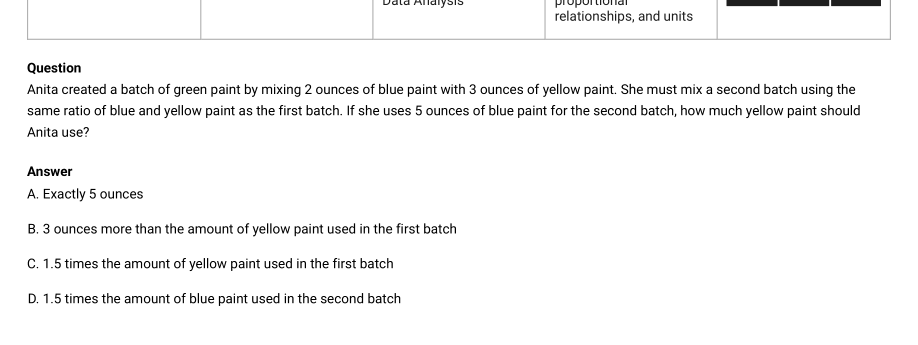 Data Analysis
proportional
relationships, and units
Question
Anita created a batch of green paint by mixing 2 ounces of blue paint with 3 ounces of yellow paint. She must mix a second batch using the
same ratio of blue and yellow paint as the first batch. If she uses 5 ounces of blue paint for the second batch, how much yellow paint should
Anita use?
Answer
A. Exactly 5 ounces
B. 3 ounces more than the amount of yellow paint used in the first batch
C. 1.5 times the amount of yellow paint used in the first batch
D. 1.5 times the amount of blue paint used in the second batch